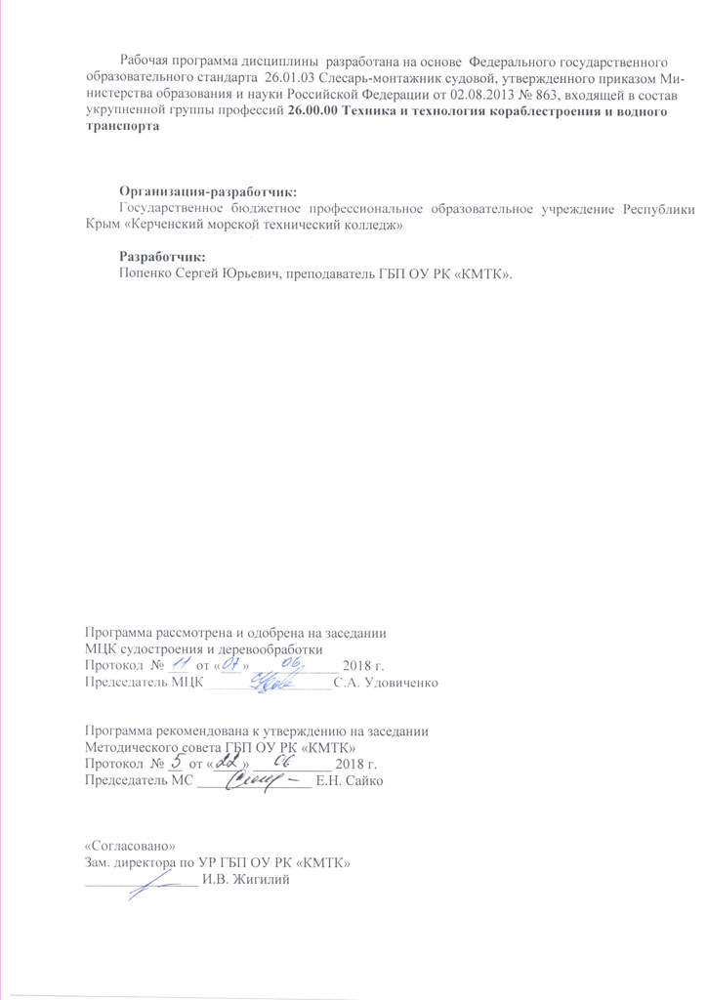 Рабочая программа дисциплины разработана на основе Федерального государственного
образовательного стандарта 26.01.03 Слесарь-монтажник судовой, утвержденного приказом Ми-
нистерства образования и науки Российской Федерации от 02.08.2013 № 863, входящей в состав
укрупненной группы профессий 26.00.00 Техника и технология кораблестроения и водного
транспорта
Организация-разработчик:
Государственное бюджетное профессиональное образовательное учреждение Республики
Крым «Керченский морской технический колледж»
Разработчик:
Попенко Сергей Юрьевич, преподаватель ГБП ОУ РК «КМТК».
Программа рассмотрена и одобрена на заседании
МЦК судостроения и деревообработки
Протокол № 11 от «07» 06. 2018 г.
Председатель МЦК __________________С.А. Удовиченко
Программа рекомендована к утверждению на заседании
Методического совета ГБП ОУ РК «КМТК»
Протокол № 5 от «22» 06 2018 г.
Председатель МС ________________ Е.Н. Сайко
«Согласовано»
Зам. директора по УР ГБП ОУ РК «КМТК»
________________ И.В. Жигилий